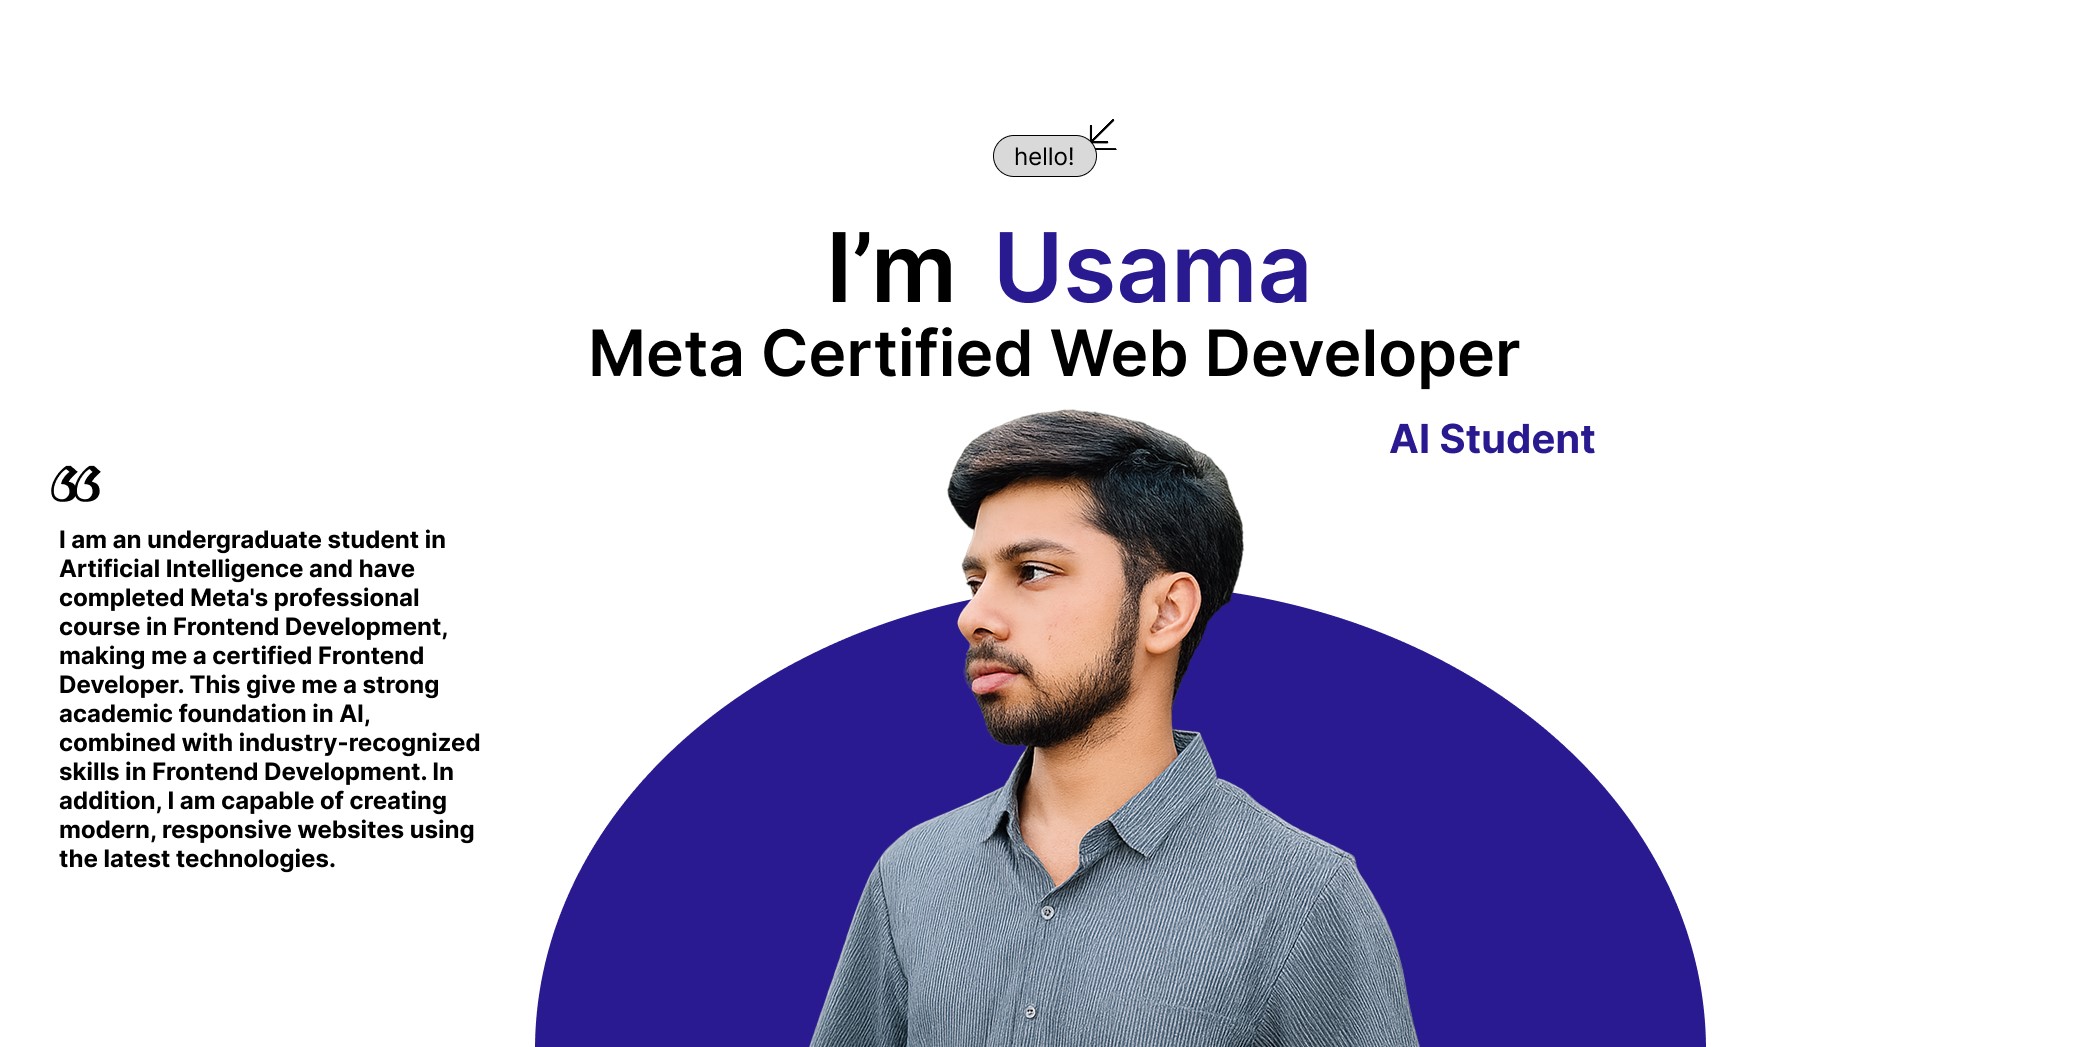 hello!
I’m Usama
Meta Certified Web Developer
AI Student
“
I am an undergraduate student in
Artificial Intelligence and have
completed Meta's professional
course in Frontend Development,
making me a certified Frontend
Developer. This give me a strong
academic foundation in AI,
combined with industry-recognized
skills in Frontend Development. In
addition, I am capable of creating
modern, responsive websites using
the latest technologies.